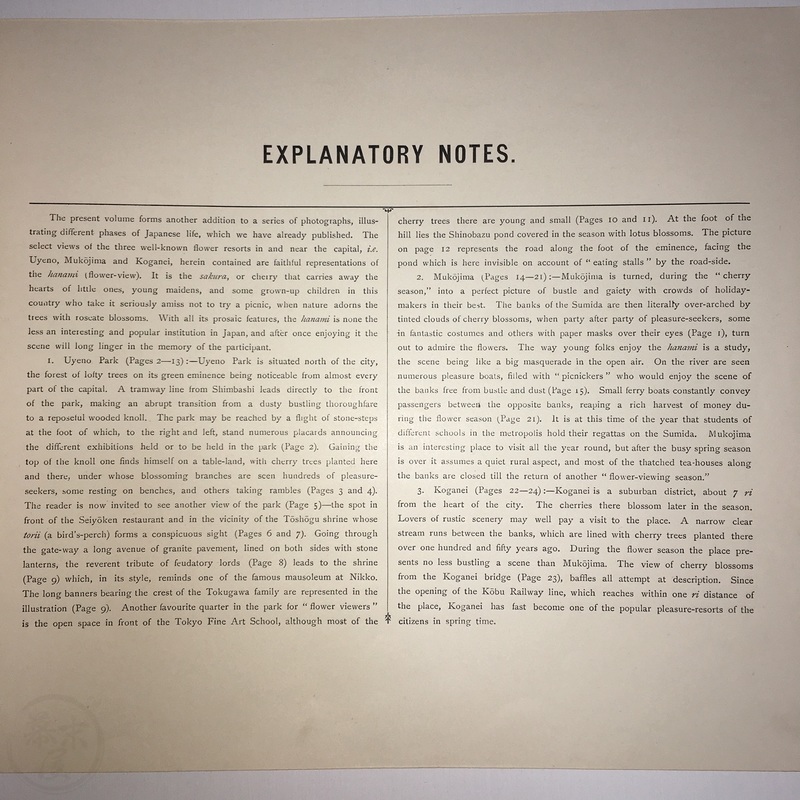 EXPLANATORY NOTES.
The present volume forms another addition to a series of photographs, illus-
trating different phases of Japanese life, which we have already published. The
select views of the three well-known flower resorts in and near the capital, i.e.
Uyeno, Mukōjima and Koganei, herein contained are faithful representations of
the hanami (flower-view). It is the sakura, or cherry that carries away the
hearts of little ones, young maidens, and some grown-up children in this
country who take it seriously amiss not to try a picnic, when nature adorns the
trees with roseate blossoms. With all its prosaic features, the hanami is none the
less an interesting and popular institution in Japan, and after once enjoying it the
scene will long linger in the memory of the participant.
1. Uyeno Park (Pages 2—13):—Uyeno Park is situated north of the city,
the forest of lofty trees on its green eminence being noticeable from almost every
part of the capital. A tramway line from Shimbashi leads directly to the front
of the park, making an abrupt transition from a dusty bustling thoroughfare
to a reposeful wooded knoll. The park may be reached by a flight of stone-steps
at the foot of which, to the right and left, stand numerous placards announcing
the different exhibitions held or to be held in the park (Page 2). Gaining the
top of the knoll one finds himself on a table-land, with cherry trees planted here
and there, under whose blossoming branches are seen hundreds of pleasure-
seekers, some resting on benches, and others taking rambles (Pages 3 and 4).
The reader is now invited to see another view of the park (Page 5)—the spot in
front of the Seiyōken restaurant and in the vicinity of the Tōshōgu shrine whose
torii (a bird's-perch) forms a conspicuous sight (Pages 6 and 7). Going through
the gate-way a long avenue of granite pavement, lined on both sides with stone
lanterns, the reverent tribute of feudatory lords (Page 8) leads to the shrine
(Page 9) which, in its style, reminds one of the famous mausoleum at Nikko.
The long banners bearing the crest of the Tokugawa family are represented in the
illustration (Page 9). Another favourite quarter in the park for “ flower viewers ”
is the open space in front of the Tokyo Fine Art School, although most of the
cherry trees there are young and small (Pages 10 and 11). At the foot of the
hill lies the Shinobazu pond covered in the season with lotus blossoms. The picture
on page 12 represents the road along the foot of the eminence, facing the
pond which is here invisible on account of “ eating stalls ” by the road-side.
2. Mukōjima (Pages 14—21):—Mukōjima is turned, during the “ cherry
season,” into a perfect picture of bustle and gaiety with crowds of holiday-
makers in their best. The banks of the Sumida are then literally over-arched by
tinted clouds of cherry blossoms, when party after party of pleasure-seekers, some
in fantastic costumes and others with paper masks over their eyes (Page 1), turn
out to admire the flowers. The way young folks enjoy the hanami is a study,
the scene being like a big masquerade in the open air. On the river are seen
numerous pleasure boats, filled with “ picnickers ” who would enjoy the scene of
the banks free from bustle and dust (Page 15). Small ferry boats constantly convey
passengers between the opposite banks, reaping a rich harvest of money du-
ring the flower season (Page 21). It is at this time of the year that students of
different schools in the metropolis hold their regattas on the Sumida. Mukojima
is an interesting place to visit all the year round, but after the busy spring season
is over it assumes a quiet rural aspect, and most of the thatched tea-houses along
the banks are closed till the return of another “ flower-viewing season.”
3. Koganei (Pages 22—24):—Koganei is a suburban district, about 7 ri
from the heart of the city. The cherries there blossom later in the season.
Lovers of rustic scenery may well pay a visit to the place. A narrow clear
stream runs between the banks, which are lined with cherry trees planted there
over one hundred and fifty years ago. During the flower season the place pre-
sents no less bustling a scene than Mukōjima. The view of cherry blossoms
from the Koganei bridge (Page 23), baffles all attempt at description. Since
the opening of the Kōbu Railway line, which reaches within one ri distance of
the place, Koganei has fast become one of the popular pleasure-resorts of the
citizens in spring time.